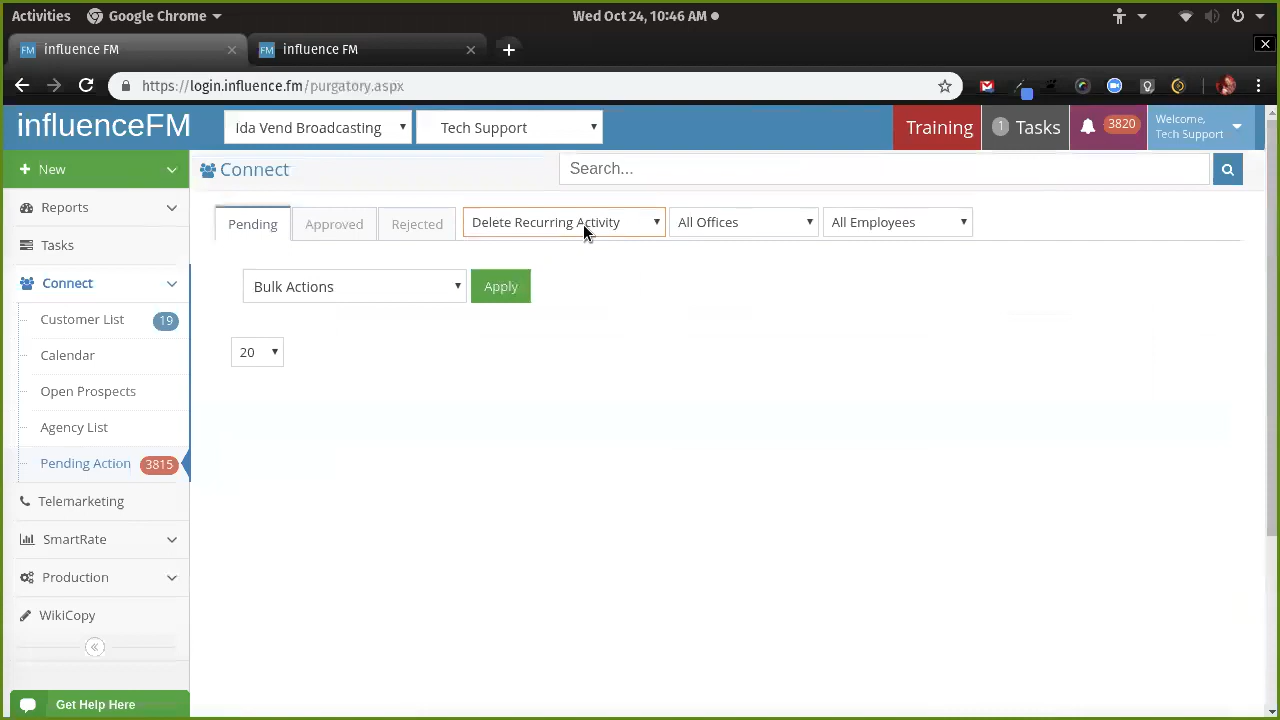 Activities Google Chrome Wed Oct 24, 10:46 AM
FM influence FM FM influence FM
https://login.influence.fm/purgatory.aspx
influenceFM Ida Vend Broadcasting Tech Support Training 1 Tasks 3820 Welcome, Tech Support
New
Connect Search...
Reports
Pending Approved Rejected Delete Recurring Activity All Offices All Employees
Tasks
Connect
Bulk Actions Apply
Customer List 19
Calendar
20
Open Prospects
Agency List
Pending Action 3815
Telemarketing
SmartRate
Production
WikiCopy
Get Help Here